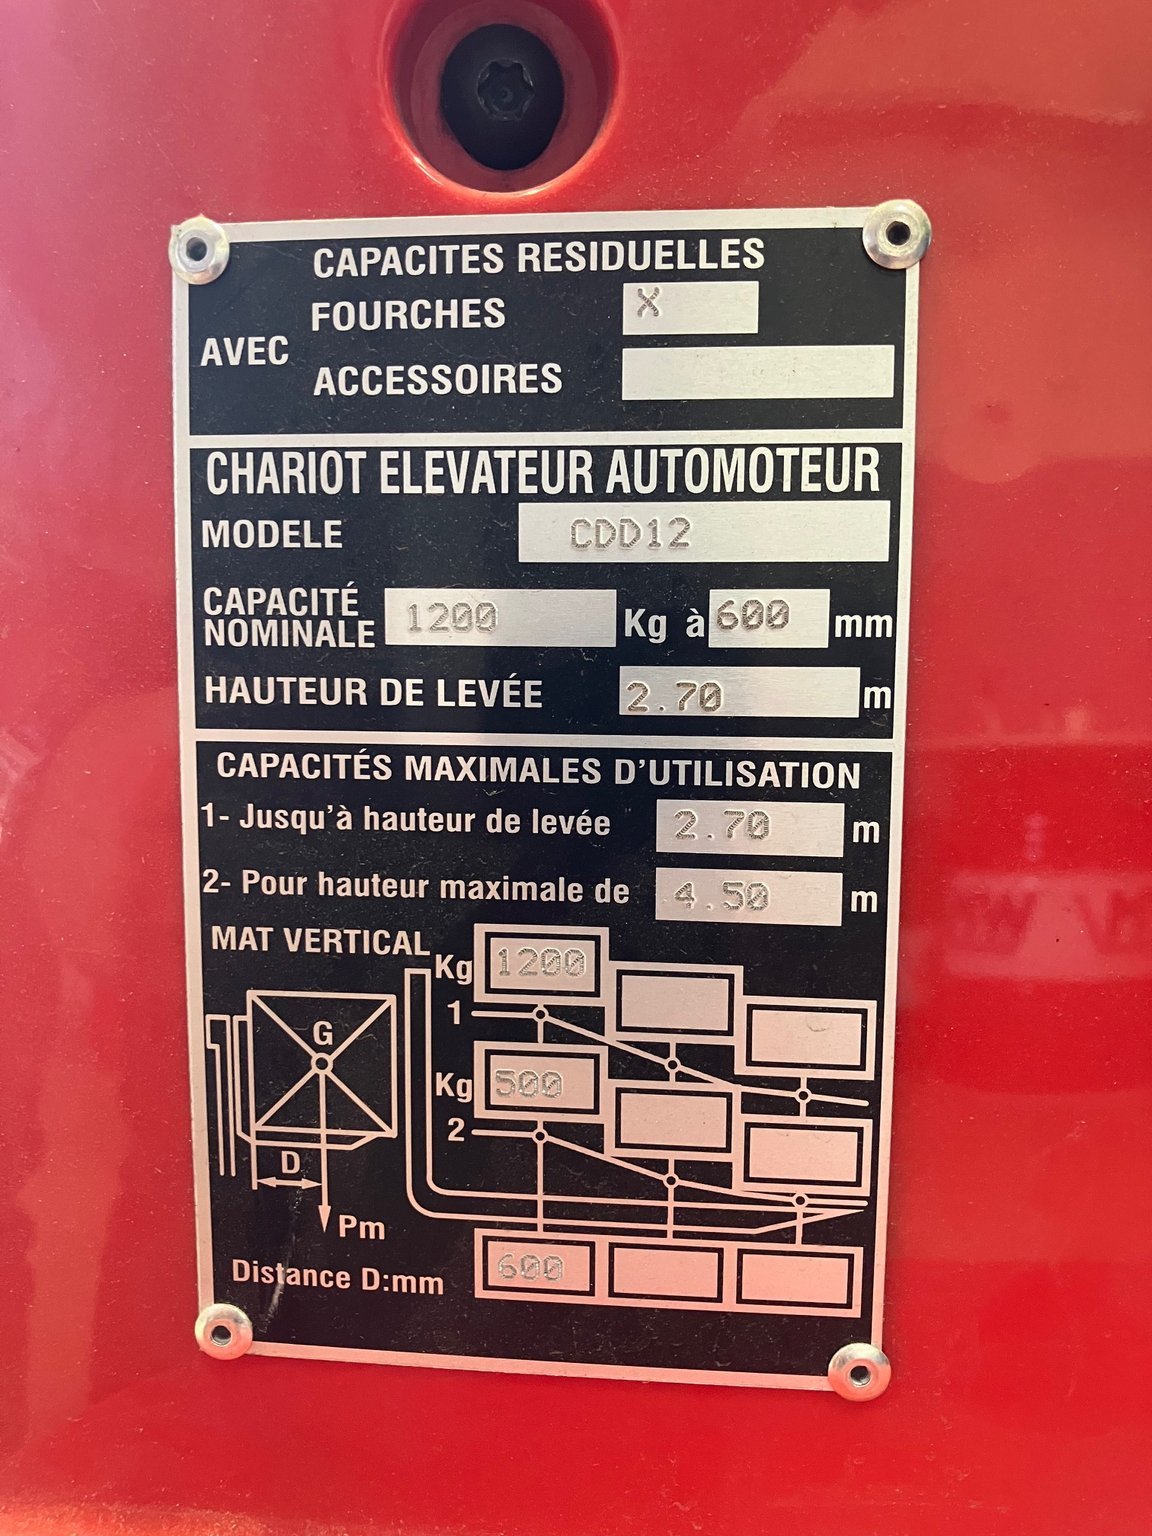 CAPACITES RESIDUELLES
FOURCHES X
AVEC
ACCESSOIRES
CHARIOT ELEVATEUR AUTOMOTEUR
MODELE CDD12
CAPACITÉ
NOMINALE 1200 Kg à 600 mm
HAUTEUR DE LEVÉE 2.70 m
CAPACITÉS MAXIMALES D'UTILISATION
1- Jusqu'à hauteur de levée 2.70 m
2- Pour hauteur maximale de 4.50 m
MAT VERTICAL
Kg 1200
1
G
Kg 500
2
D
Pm
Distance D:mm 600